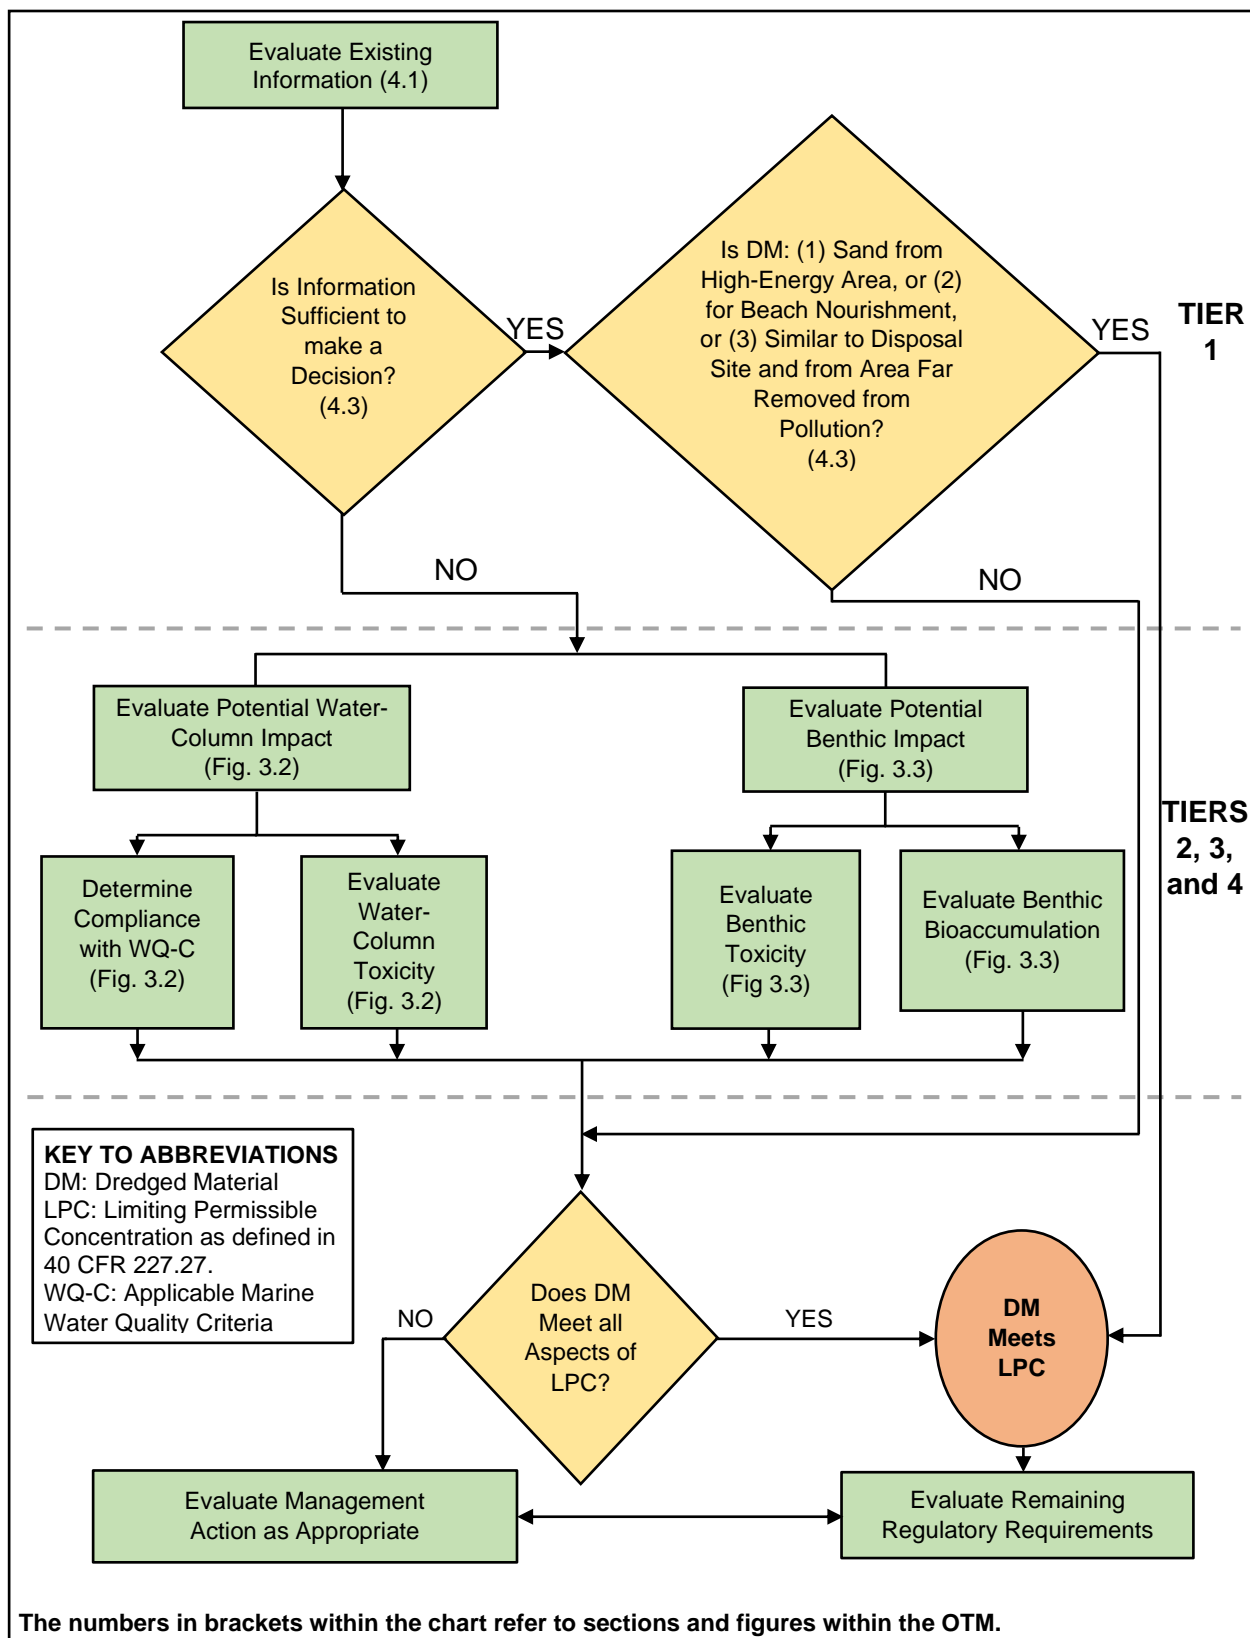 Evaluate Existing
Information (4.1)
Is Information
Sufficient to
make a
Decision?
(4.3)
YES
Is DM: (1) Sand from
High-Energy Area, or (2)
for Beach Nourishment,
or (3) Similar to Disposal
Site and from Area Far
Removed from
Pollution?
(4.3)
YES
TIER
1
NO
NO
Evaluate Potential Water-
Column Impact
(Fig. 3.2)
Evaluate Potential
Benthic Impact
(Fig. 3.3)
TIERS
2, 3,
and 4
Determine
Compliance
with WQ-C
(Fig. 3.2)
Evaluate
Water-
Column
Toxicity
(Fig. 3.2)
Evaluate
Benthic
Toxicity
(Fig 3.3)
Evaluate Benthic
Bioaccumulation
(Fig. 3.3)
KEY TO ABBREVIATIONS
DM: Dredged Material
LPC: Limiting Permissible
Concentration as defined in
40 CFR 227.27.
WQ-C: Applicable Marine
Water Quality Criteria
NO
Does DM
Meet all
Aspects of
LPC?
YES
DM
Meets
LPC
Evaluate Management
Action as Appropriate
Evaluate Remaining
Regulatory Requirements
The numbers in brackets within the chart refer to sections and figures within the OTM.